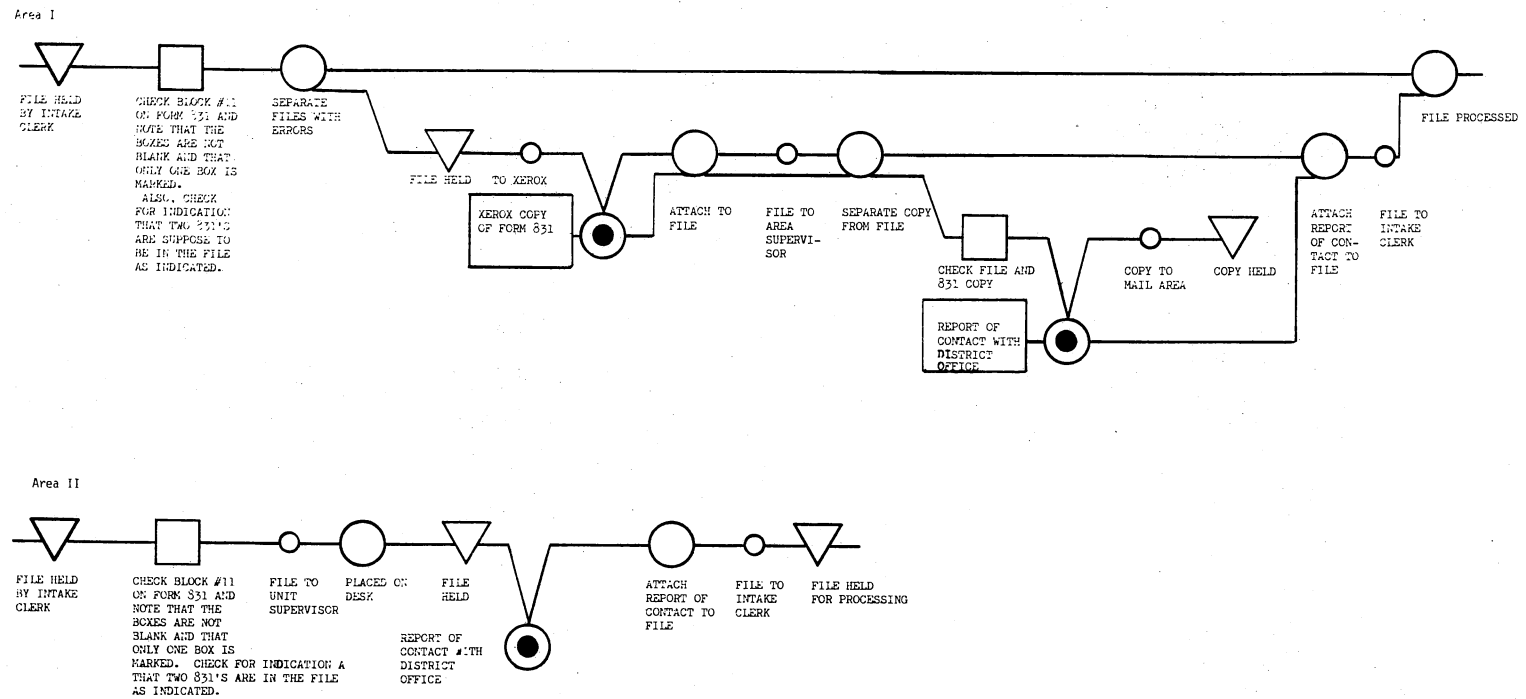 Area I
FILE HELD
BY INTAKE
CLERK
CHECK BLOCK #11
ON FORM 831 AND
NOTE THAT THE
BOXES ARE NOT
BLANK AND THAT
ONLY ONE BOX IS
MARKED.
ALSO, CHECK
FOR INDICATION
THAT TWO 831'S
ARE SUPPOSE TO
BE IN THE FILE
AS INDICATED.
SEPARATE
FILES WITH
ERRORS
FILE HELD
TO XEROX
XEROX COPY
OF FORM 831
ATTACH TO
FILE
FILE TO
AREA
SUPERVI-
SOR
SEPARATE COPY
FROM FILE
CHECK FILE AND
831 COPY
REPORT OF
CONTACT WITH
DISTRICT
OFFICE
COPY TO
MAIL AREA
COPY HELD
ATTACH
REPORT
OF CON-
TACT TO
FILE
FILE TO
INTAKE
CLERK
FILE PROCESSED
Area II
FILE HELD
BY INTAKE
CLERK
CHECK BLOCK #11
ON FORM 831 AND
NOTE THAT THE
BOXES ARE NOT
BLANK AND THAT
ONLY ONE BOX IS
MARKED. CHECK FOR INDICATION A
THAT TWO 831'S ARE IN THE FILE
AS INDICATED.
FILE TO
UNIT
SUPERVISOR
PLACED ON
DESK
FILE
HELD
REPORT OF
CONTACT WITH
DISTRICT
OFFICE
ATTACH
REPORT OF
CONTACT TO
FILE
FILE TO
INTAKE
CLERK
FILE HELD
FOR PROCESSING